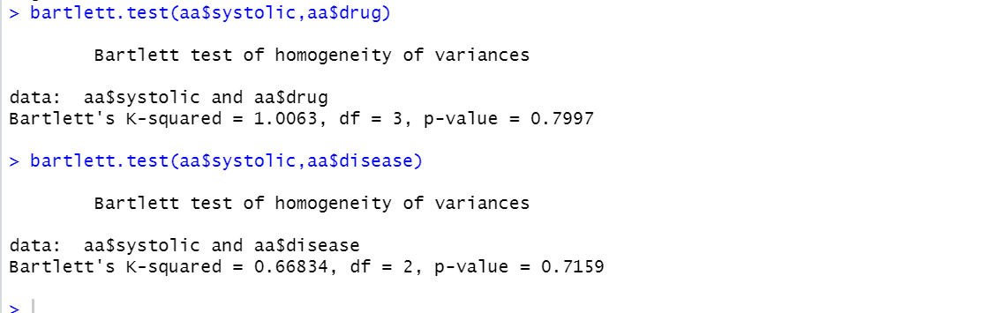 > bartlett.test(aa$systolic,aa$drug)
Bartlett test of homogeneity of variances
data:  aa$systolic and aa$drug
Bartlett's K-squared = 1.0063, df = 3, p-value = 0.7997
> bartlett.test(aa$systolic,aa$disease)
Bartlett test of homogeneity of variances
data:  aa$systolic and aa$disease
Bartlett's K-squared = 0.66834, df = 2, p-value = 0.7159
>